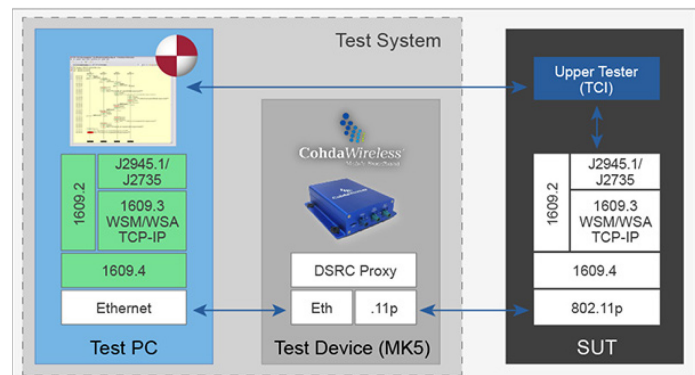 Test System
1609.2
J2945.1/
J2735
1609.3
WSM/WSA
TCP-IP
1609.4
Ethernet
Test PC
CohdaWireless
DSRC Proxy
Eth
.11p
Test Device (MK5)
Upper Tester
(TCI)
1609.2
J2945.1/
J2735
1609.3
WSM/WSA
TCP-IP
1609.4
802.11p
SUT